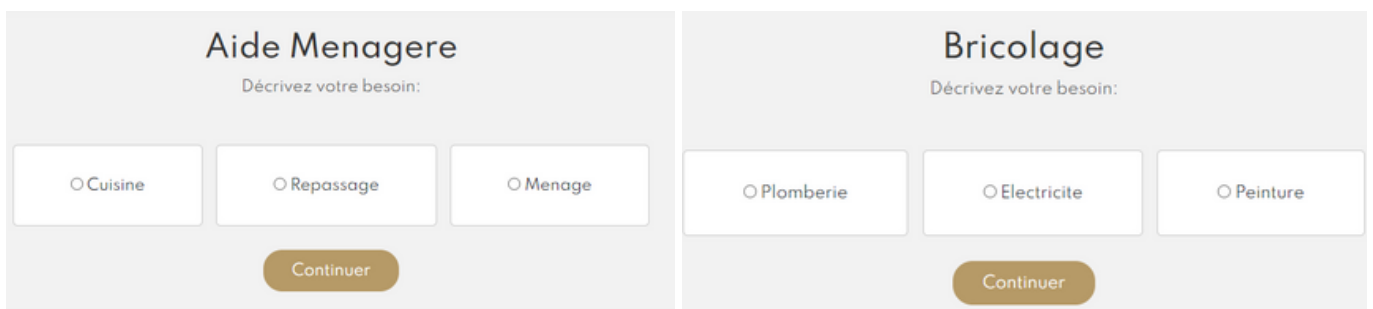 Aide Menagere
Décrivez votre besoin:
Cuisine
Repassage
Menage
Continuer
Bricolage
Décrivez votre besoin:
Plomberie
Electricite
Peinture
Continuer